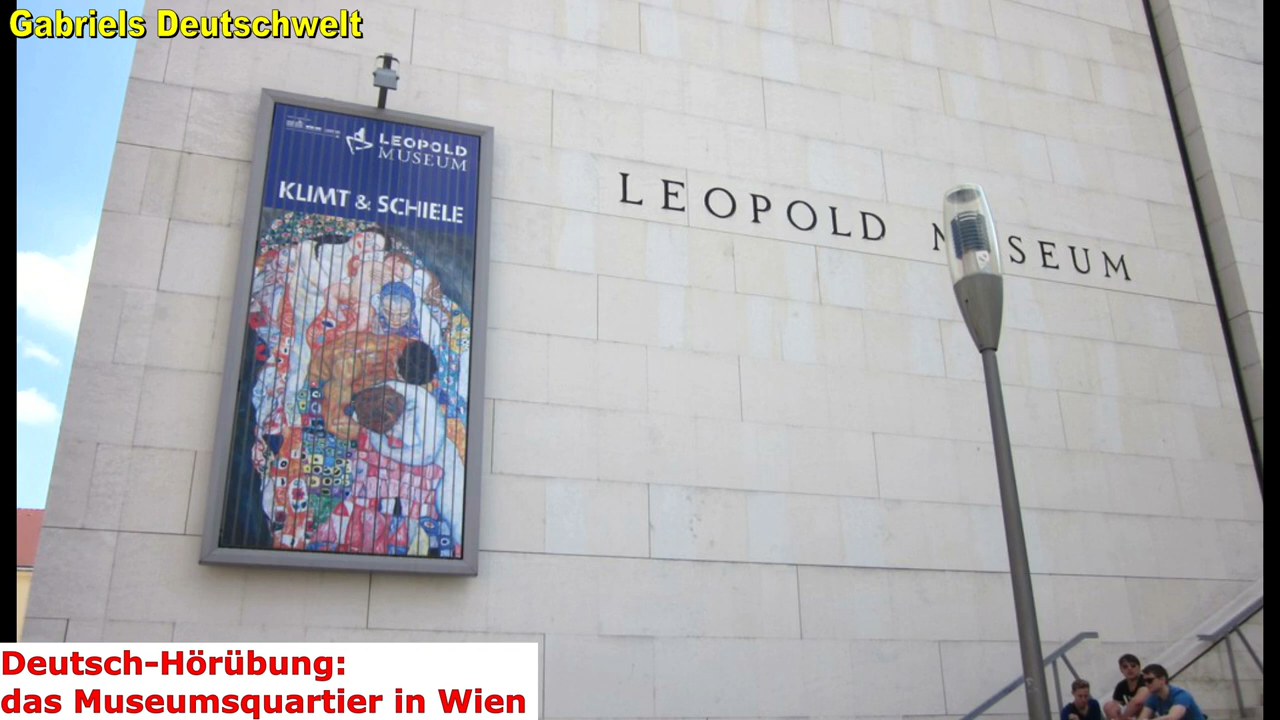 Gabriels Deutschwelt
LEOPOLD
MUSEUM
KLIMT & SCHIELE
LEOPOLD MUSEUM
Deutsch-Hörübung:
das Museumsquartier in Wien